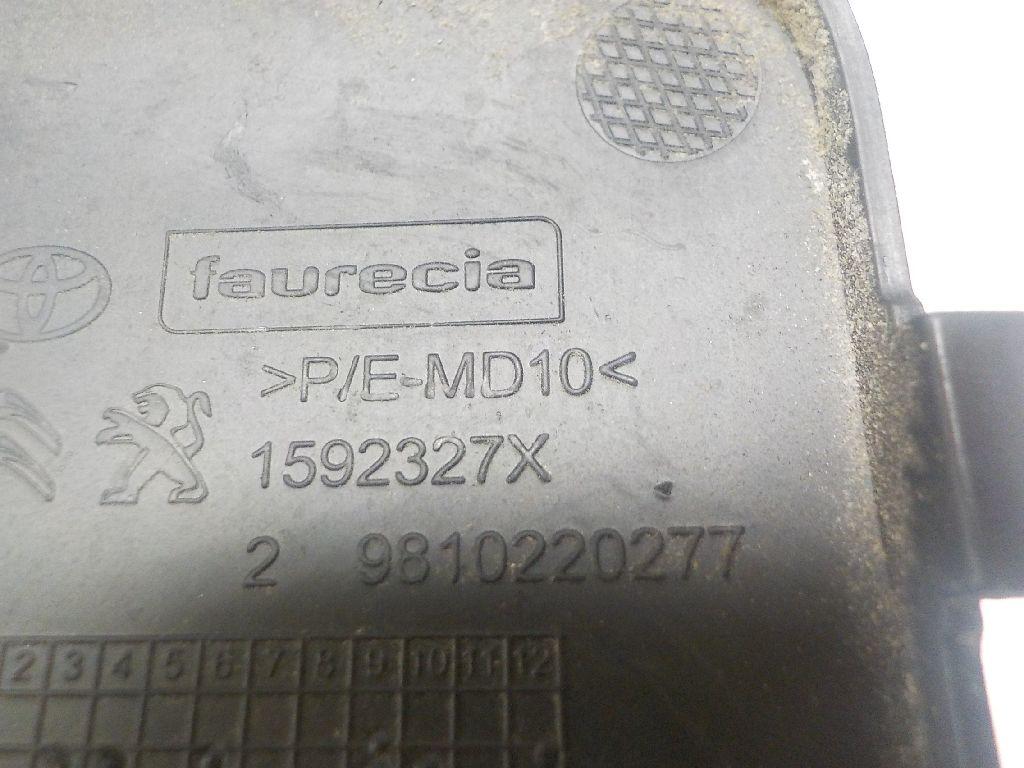 faurecia
>P/E-MD10<
1592327X
2 9810220277
2 3 4 5 6 7 8 9 10 11 12